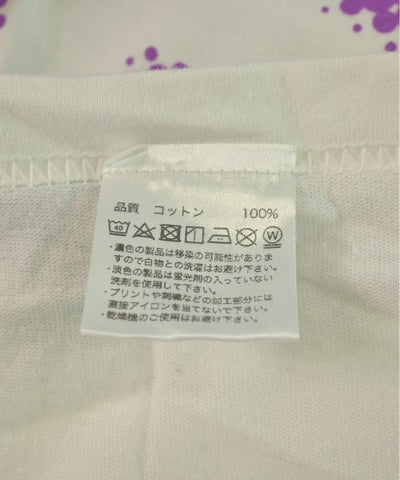 品質 コットン 100%
40 W
・濃色の製品は移染の可能性があり
ますので白物との洗濯はお避け下さい。
・淡色の製品は蛍光剤の入っていない
洗剤を使用して下さい。
・プリントや刺繍などの加工部分には
直接アイロンを当てないで下さい。
・乾燥機のご使用はお避け下さい。